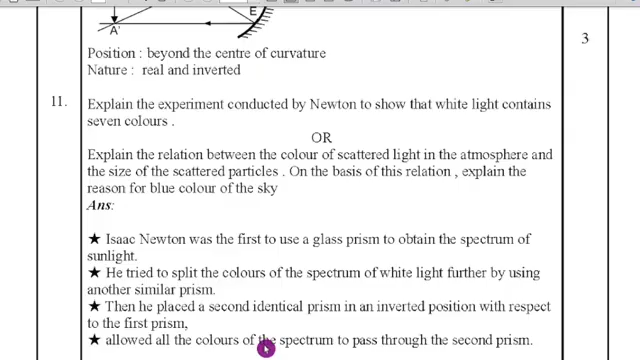 E
A'
Position : beyond the centre of curvature
Nature : real and inverted
3
11.
Explain the experiment conducted by Newton to show that white light contains
seven colours .
OR
Explain the relation between the colour of scattered light in the atmosphere and
the size of the scattered particles . On the basis of this relation , explain the
reason for blue colour of the sky
Ans:
★ Isaac Newton was the first to use a glass prism to obtain the spectrum of
sunlight.
★ He tried to split the colours of the spectrum of white light further by using
another similar prism.
★ Then he placed a second identical prism in an inverted position with respect
to the first prism,
★ allowed all the colours of the spectrum to pass through the second prism.